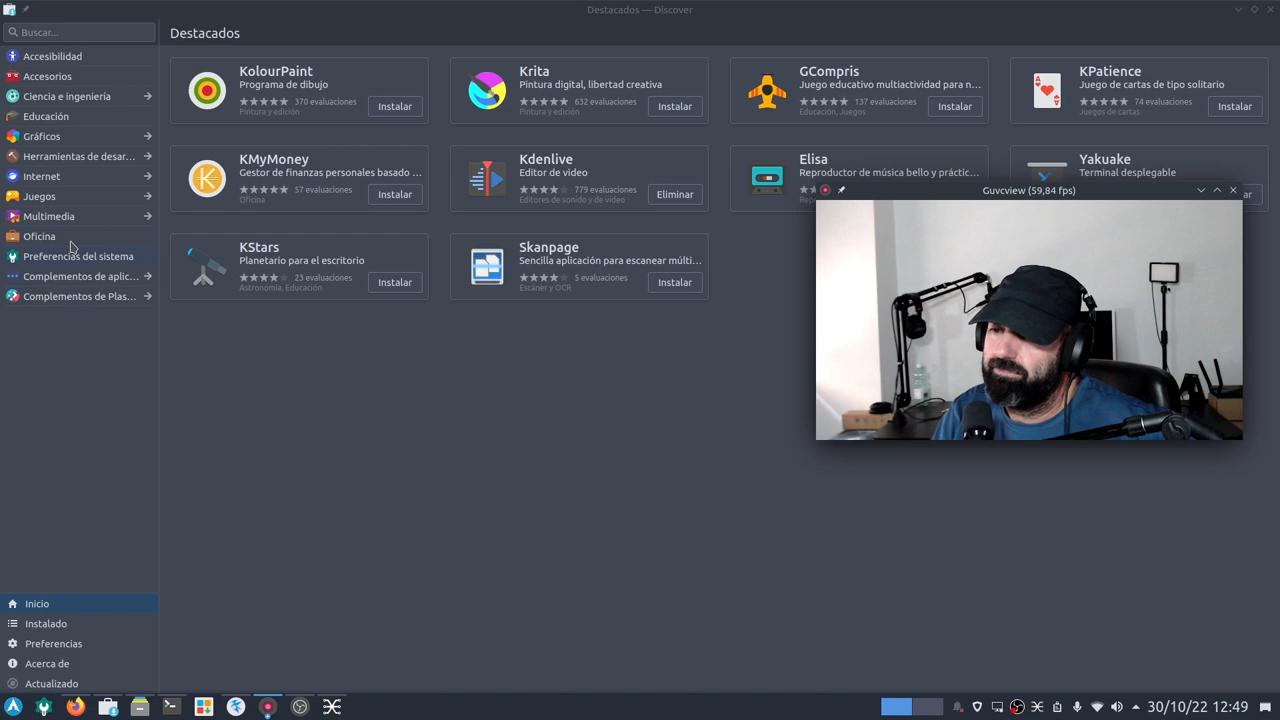 Destacados — Discover
Buscar...
Destacados
Accesibilidad
Accesorios
Ciencia e ingeniería
Educación
Gráficos
Herramientas de desar...
Internet
Juegos
Multimedia
Oficina
Preferencias del sistema
Complementos de aplic...
Complementos de Plas...
KolourPaint
Programa de dibujo
370 evaluaciones
Pintura y edición
Instalar
Krita
Pintura digital, libertad creativa
632 evaluaciones
Pintura y edición
Instalar
GCompris
Juego educativo multiactividad para n...
137 evaluaciones
Educación, Juegos
Instalar
KPatience
Juego de cartas de tipo solitario
74 evaluaciones
Juegos de cartas
Instalar
KMyMoney
Gestor de finanzas personales basado ...
57 evaluaciones
Oficina
Instalar
Kdenlive
Editor de video
779 evaluaciones
Editores de sonido y de vídeo
Eliminar
Elisa
Reproductor de música bello y práctic...
Yakuake
Terminal desplegable
KStars
Planetario para el escritorio
23 evaluaciones
Astronomía, Educación
Instalar
Skanpage
Sencilla aplicación para escanear múlti...
5 evaluaciones
Escáner y OCR
Instalar
Guvcview (59,84 fps)
Inicio
Instalado
Preferencias
Acerca de
Actualizado
30/10/22 12:49